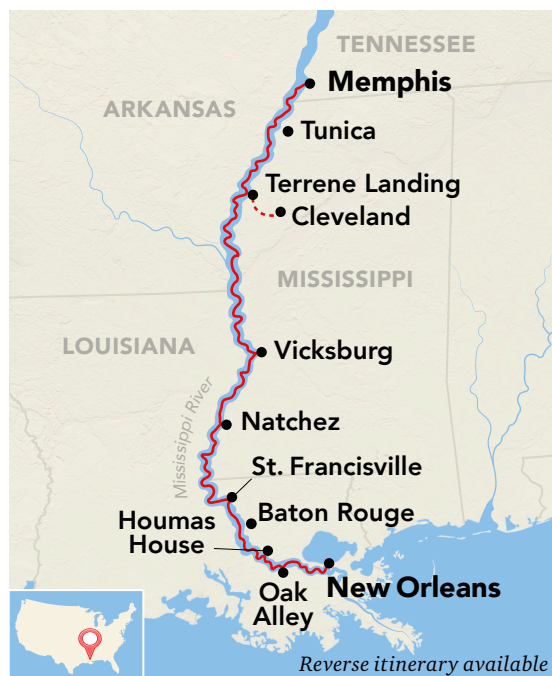 TENNESSEE
Memphis
ARKANSAS
Tunica
Terrene Landing
Cleveland
MISSISSIPPI
LOUISIANA
Vicksburg
Mississippi River
Natchez
St. Francisville
Baton Rouge
Houmas
House
New Orleans
Oak
Alley
Reverse itinerary available